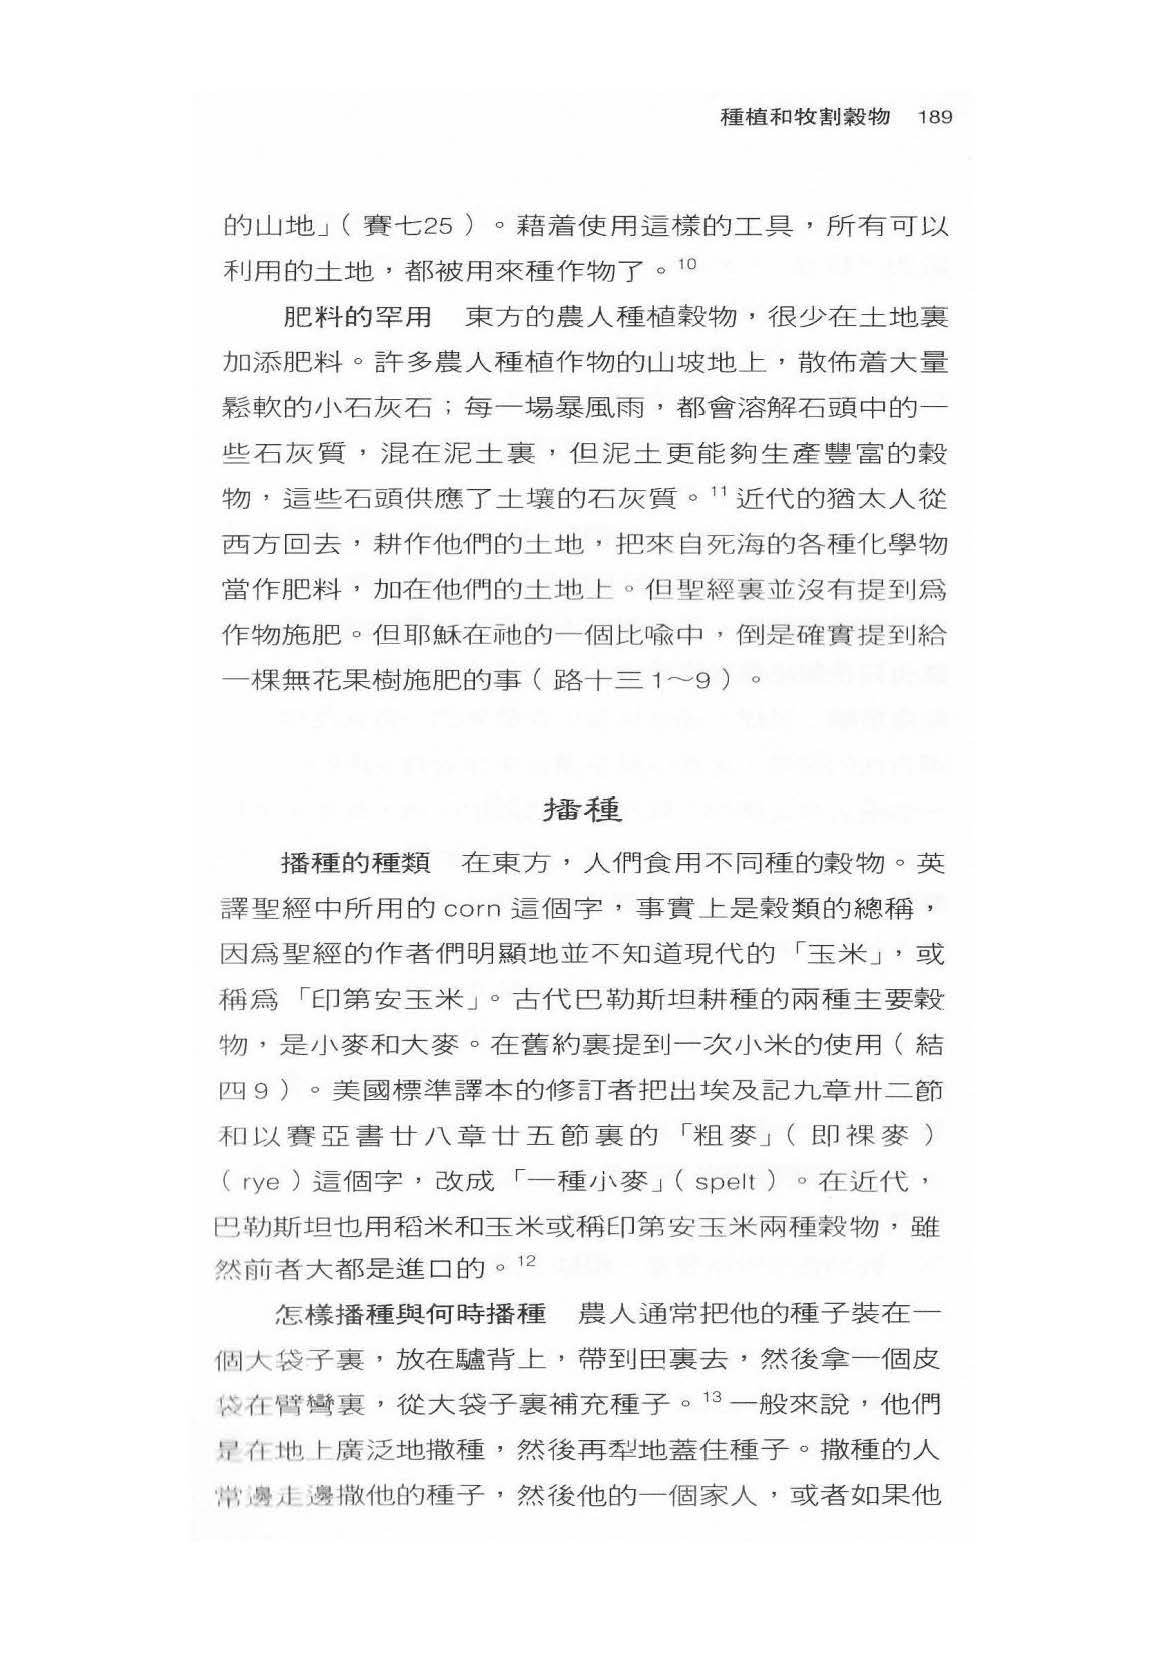 種植和牧割穀物 189
的山地」(賽七25)。藉着使用這樣的工具，所有可以
利用的土地，都被用來種作物了。10
肥料的罕用 東方的農人種植穀物，很少在土地裏
加添肥料。許多農人種植作物的山坡地上，散佈着大量
鬆軟的小石灰石；每一場暴風雨，都會溶解石頭中的一
些石灰質，混在泥土裏，但泥土更能夠生產豐富的穀
物，這些石頭供應了土壤的石灰質。11 近代的猶太人從
西方回去，耕作他們的土地，把來自死海的各種化學物
當作肥料，加在他們的土地上。但聖經裏並沒有提到爲
作物施肥。但耶穌在祂的一個比喻中，倒是確實提到給
一棵無花果樹施肥的事(路十三1～9)。
播種
播種的種類 在東方，人們食用不同種的穀物。英
譯聖經中所用的 corn 這個字，事實上是穀類的總稱，
因爲聖經的作者們明顯地並不知道現代的「玉米」，或
稱爲「印第安玉米」。古代巴勒斯坦耕種的兩種主要穀
物，是小麥和大麥。在舊約裏提到一次小米的使用(結
四9)。美國標準譯本的修訂者把出埃及記九章卅二節
和以賽亞書廿八章廿五節裏的「粗麥」(即裸麥)
(rye)這個字，改成「一種小麥」(spelt)。在近代，
巴勒斯坦也用稻米和玉米或稱印第安玉米兩種穀物，雖
然前者大都是進口的。12
怎樣播種與何時播種 農人通常把他的種子裝在一
個大袋子裏，放在驢背上，帶到田裏去，然後拿一個皮
袋在臂彎裏，從大袋子裏補充種子。13 一般來說，他們
是在地上廣泛地撒種，然後再犁地蓋住種子。撒種的人
常邊走邊撒他的種子，然後他的一個家人，或者如果他